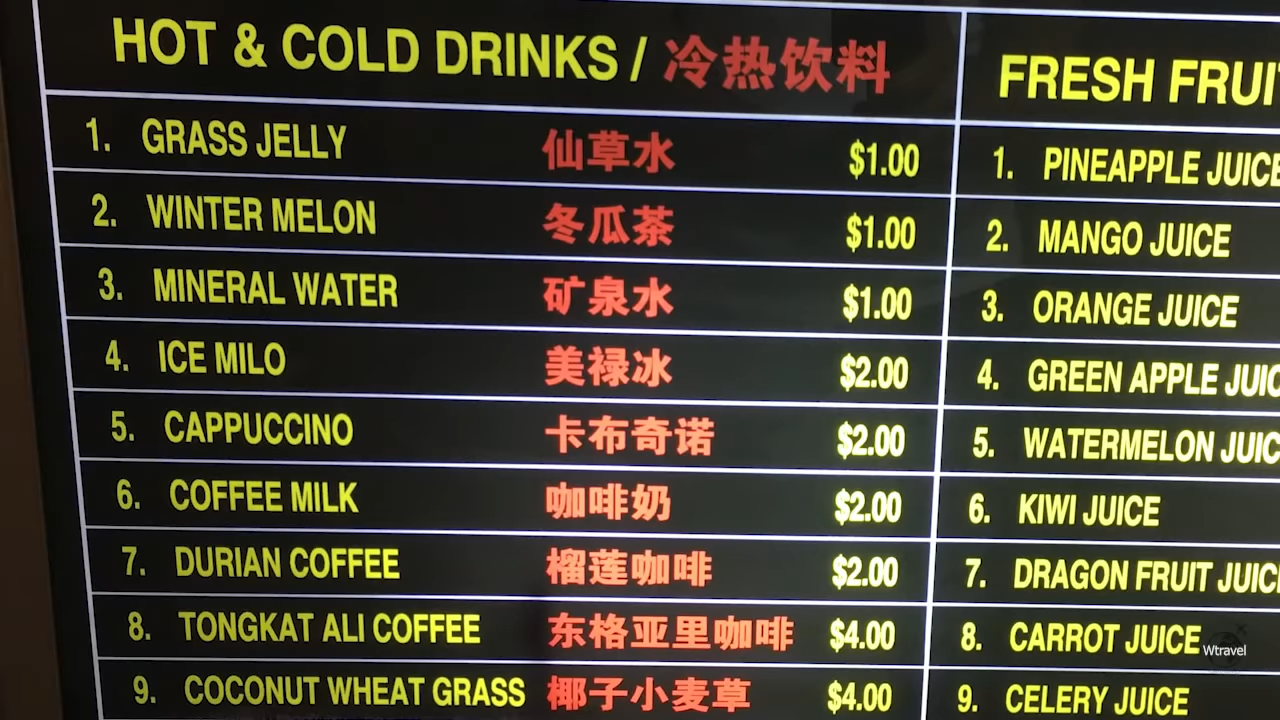 HOT & COLD DRINKS / 冷热饮料
1. GRASS JELLY 仙草水 $1.00
2. WINTER MELON 冬瓜茶 $1.00
3. MINERAL WATER 矿泉水 $1.00
4. ICE MILO 美禄冰 $2.00
5. CAPPUCCINO 卡布奇诺 $2.00
6. COFFEE MILK 咖啡奶 $2.00
7. DURIAN COFFEE 榴莲咖啡 $2.00
8. TONGKAT ALI COFFEE 东格亚里咖啡 $4.00
9. COCONUT WHEAT GRASS 椰子小麦草 $4.00
FRESH FRUI
1. PINEAPPLE JUICE
2. MANGO JUICE
3. ORANGE JUICE
4. GREEN APPLE JUIC
5. WATERMELON JUIC
6. KIWI JUICE
7. DRAGON FRUIT JUIC
8. CARROT JUICE
9. CELERY JUICE
Wtravel